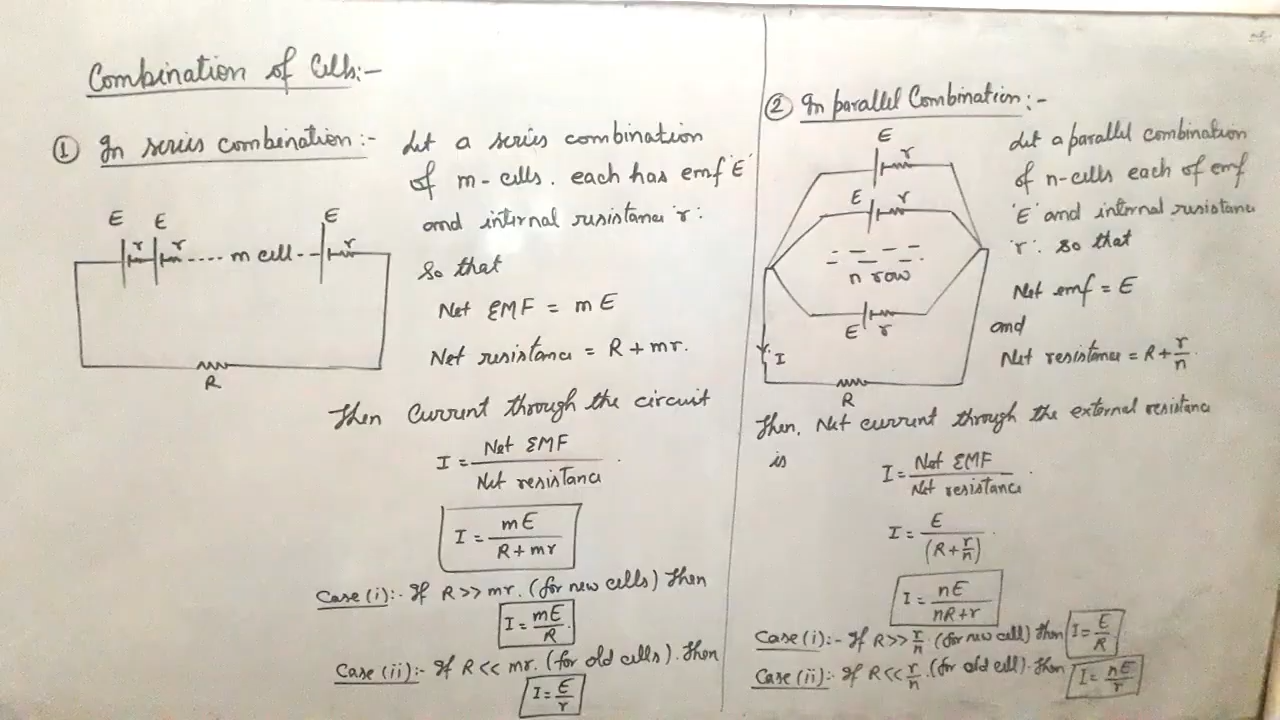 Combination of Cells:-
① In series combination:-
Let a series combination
of m-cells. each has emf 'E'
and internal resistance 'r':
So that
Net EMF = mE
Net resistance = R + mr.
E E E
r r .... m cell -- r
R
Then Current through the circuit
I = Net EMF / Net resistance
I = mE / R + mr
Case (i):- If R >> mr. (for new cells) then
I = mE / R.
Case (ii):- If R << mr. (for old cells). then
I = E / r
② In parallel Combination:-
Let a parallel combination
of n-cells each of emf
'E' and internal resistance
'r'. so that
Net emf = E
and
Net resistance = R + r/n.
E r
E r
n row
E r
I
R
Then, Net current through the external resistance
is
I = Net EMF / Net resistance.
I = E / (R + r/n).
I = nE / nR + r
Case (i):- If R >> r/n. (for new cell) then I = E/R.
Case (ii):- If R << r/n. (for old cell). then I = nE/r